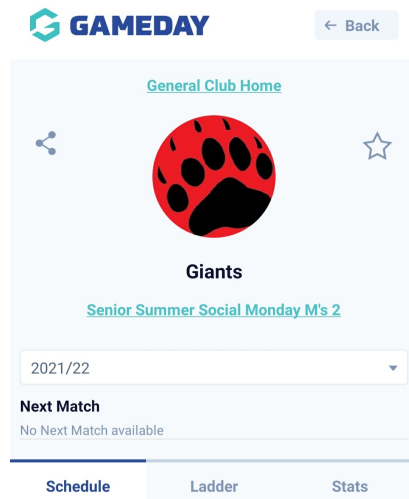 GAMEDAY
← Back
General Club Home
Giants
Senior Summer Social Monday M's 2
2021/22
Next Match
No Next Match available
Schedule Ladder Stats